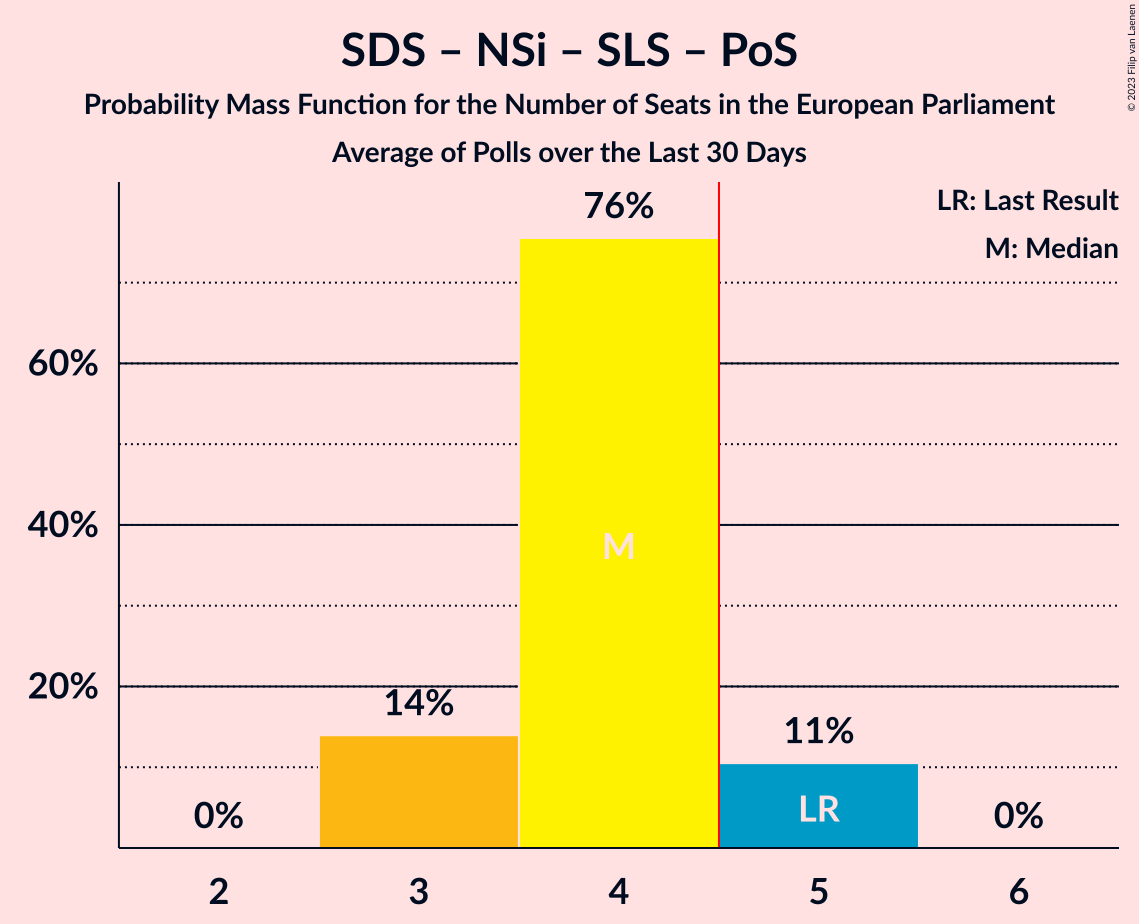 SDS – NSi – SLS – PoS
Probability Mass Function for the Number of Seats in the European Parliament
Average of Polls over the Last 30 Days
© 2023 Filip van Laenen
LR: Last Result
M: Median
76%
60%
40%
M
20%
14%
11%
LR
0%
0%
2 3 4 5 6